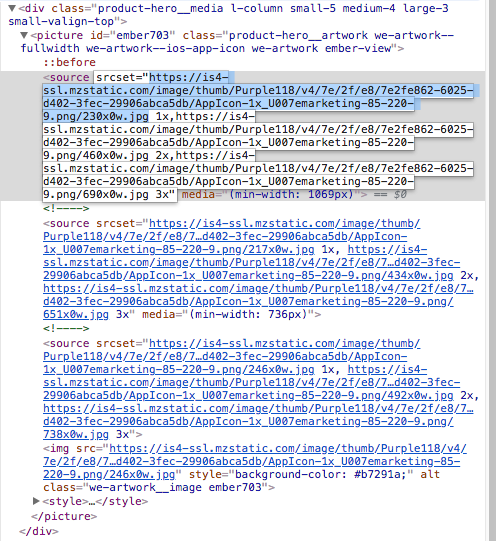 ▼<div class="product-hero__media l-column small-5 medium-4 large-3
small-valign-top">
▼<picture id="ember703" class="product-hero__artwork we-artwork--
fullwidth we-artwork--ios-app-icon we-artwork ember-view">
::before
<source srcset="https://is4-
ssl.mzstatic.com/image/thumb/Purple118/v4/7e/2f/e8/7e2fe862-6025-
d402-3fec-29906abca5db/AppIcon-1x_U007emarketing-85-220-
9.png/230x0w.jpg 1x,https://is4-
ssl.mzstatic.com/image/thumb/Purple118/v4/7e/2f/e8/7e2fe862-6025-
d402-3fec-29906abca5db/AppIcon-1x_U007emarketing-85-220-
9.png/460x0w.jpg 2x,https://is4-
ssl.mzstatic.com/image/thumb/Purple118/v4/7e/2f/e8/7e2fe862-6025-
d402-3fec-29906abca5db/AppIcon-1x_U007emarketing-85-220-
9.png/690x0w.jpg 3x" media="(min-width: 1069px)"> == $0
<!---->
<source srcset="https://is4-ssl.mzstatic.com/image/thumb/
Purple118/v4/7e/2f/e8/7…d402-3fec-29906abca5db/AppIcon-
1x_U007emarketing-85-220-9.png/217x0w.jpg 1x, https://is4-
ssl.mzstatic.com/image/thumb/Purple118/v4/7e/2f/e8/7…d402-3fec-
29906abca5db/AppIcon-1x_U007emarketing-85-220-9.png/434x0w.jpg 2x,
https://is4-ssl.mzstatic.com/image/thumb/Purple118/v4/7e/2f/e8/7…
d402-3fec-29906abca5db/AppIcon-1x_U007emarketing-85-220-9.png/
651x0w.jpg 3x" media="(min-width: 736px)">
<!---->
<source srcset="https://is4-ssl.mzstatic.com/image/thumb/
Purple118/v4/7e/2f/e8/7…d402-3fec-29906abca5db/AppIcon-
1x_U007emarketing-85-220-9.png/246x0w.jpg 1x, https://is4-
ssl.mzstatic.com/image/thumb/Purple118/v4/7e/2f/e8/7…d402-3fec-
29906abca5db/AppIcon-1x_U007emarketing-85-220-9.png/492x0w.jpg 2x,
https://is4-ssl.mzstatic.com/image/thumb/Purple118/v4/7e/2f/e8/7…
d402-3fec-29906abca5db/AppIcon-1x_U007emarketing-85-220-9.png/
738x0w.jpg 3x">
<img src="https://is4-ssl.mzstatic.com/image/thumb/Purple118/v4/
7e/2f/e8/7…d402-3fec-29906abca5db/AppIcon-1x_U007emarketing-85-
220-9.png/246x0w.jpg" style="background-color: #b7291a;" alt
class="we-artwork__image ember703">
▶<style>…</style>
</picture>
</div>